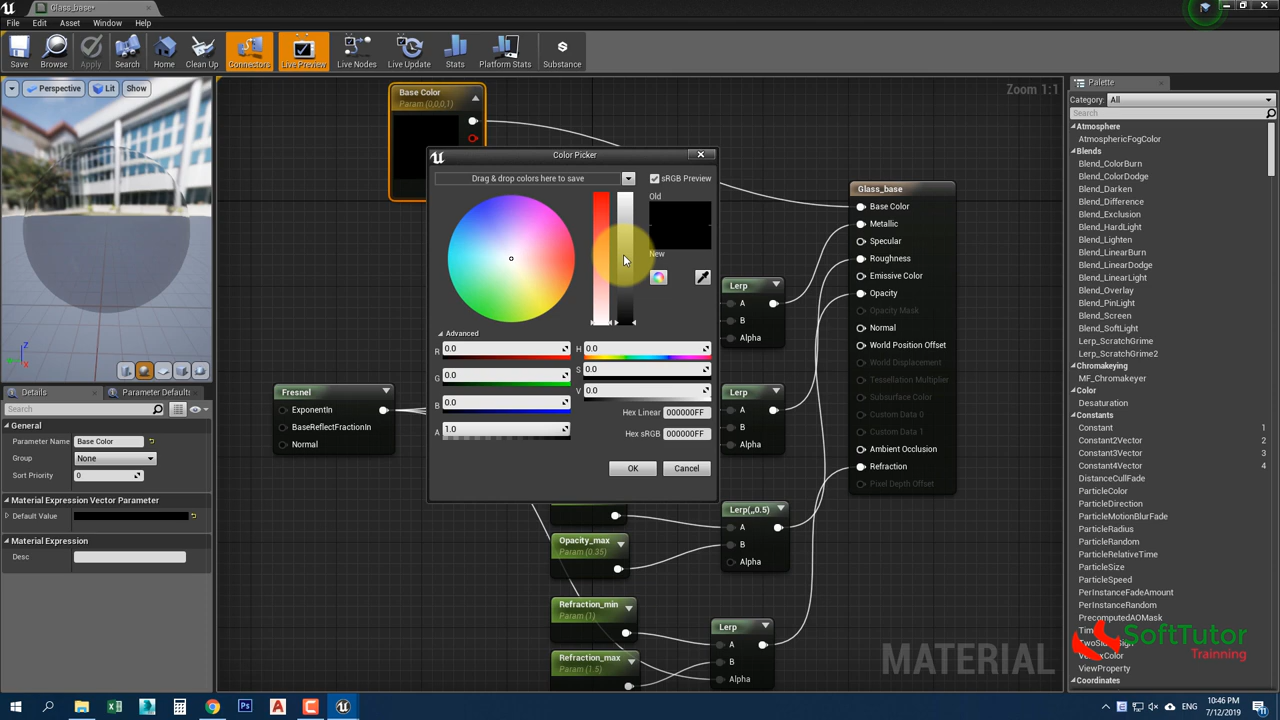 Glass_base*
File Edit Asset Window Help
Save Browse Apply Search Home Clean Up Connectors Live Preview Live Nodes Live Update Stats Platform Stats Substance
Perspective Lit Show
Z
X
Details
Parameter Defaults
Search
General
Parameter Name Base Color
Group None
Sort Priority 0
Material Expression Vector Parameter
Default Value
Material Expression
Desc
Zoom 1:1
Base Color
Param (0,0,0,1)
Fresnel
ExponentIn
BaseReflectFractionIn
Normal
Color Picker
Drag & drop colors here to save
sRGB Preview
Old
New
Advanced
R 0.0
G 0.0
B 0.0
A 1.0
H 0.0
S 0.0
V 0.0
Hex Linear 000000FF
Hex sRGB 000000FF
OK Cancel
Lerp
A
B
Alpha
Lerp
A
B
Alpha
Lerp(,,0.5)
A
B
Alpha
Opacity_max
Param (0.35)
Refraction_min
Param (1)
Refraction_max
Param (1.5)
Lerp
A
B
Alpha
Glass_base
Base Color
Metallic
Specular
Roughness
Emissive Color
Opacity
Opacity Mask
Normal
World Position Offset
World Displacement
Tessellation Multiplier
Subsurface Color
Custom Data 0
Custom Data 1
Ambient Occlusion
Refraction
Pixel Depth Offset
MATERIAL
Palette
Category: All
Search
Atmosphere
AtmosphericFogColor
Blends
Blend_ColorBurn
Blend_ColorDodge
Blend_Darken
Blend_Difference
Blend_Exclusion
Blend_HardLight
Blend_Lighten
Blend_LinearBurn
Blend_LinearDodge
Blend_LinearLight
Blend_Overlay
Blend_PinLight
Blend_Screen
Blend_SoftLight
Lerp_ScratchGrime
Lerp_ScratchGrime2
Chromakeying
MF_Chromakeyer
Color
Desaturation
Constants
Constant 1
Constant2Vector 2
Constant3Vector 3
Constant4Vector 4
DistanceCullFade
ParticleColor
ParticleDirection
ParticleMotionBlurFade
ParticleRadius
ParticleRandom
ParticleRelativeTime
ParticleSize
ParticleSpeed
PerInstanceFadeAmount
PerInstanceRandom
PrecomputedAOMask
ViewProperty
Coordinates
SoftTutor
Trainning
10:46 PM
7/12/2019